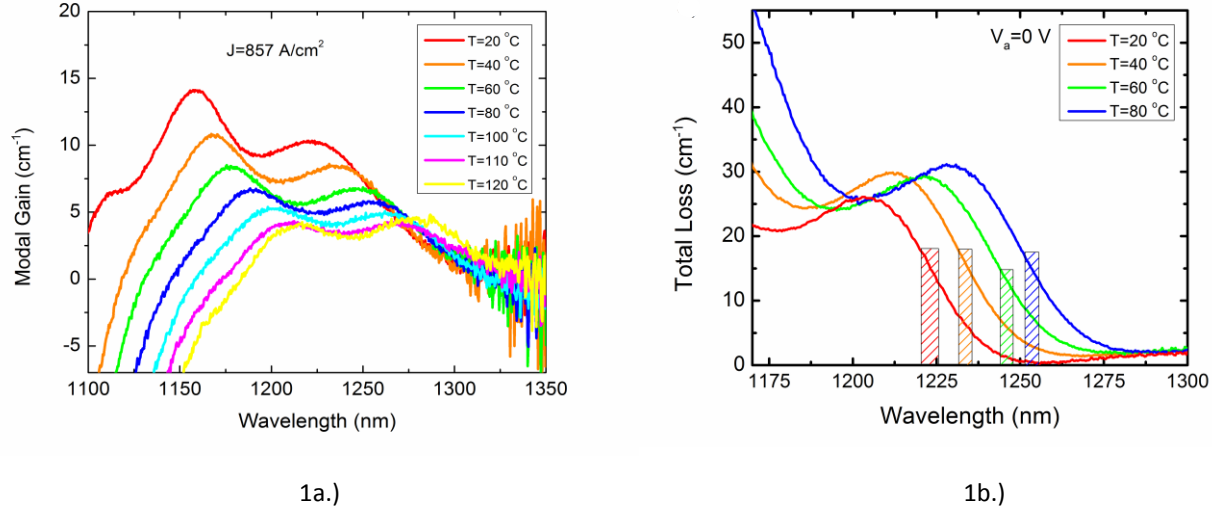 J=857 A/cm²
T=20 °C
T=40 °C
T=60 °C
T=80 °C
T=100 °C
T=110 °C
T=120 °C
Modal Gain (cm⁻¹)
20
15
10
5
0
-5
1100
1150
1200
1250
1300
1350
Wavelength (nm)
1a.)
Vₐ=0 V
T=20 °C
T=40 °C
T=60 °C
T=80 °C
Total Loss (cm⁻¹)
50
40
30
20
10
0
1175
1200
1225
1250
1275
1300
Wavelength (nm)
1b.)